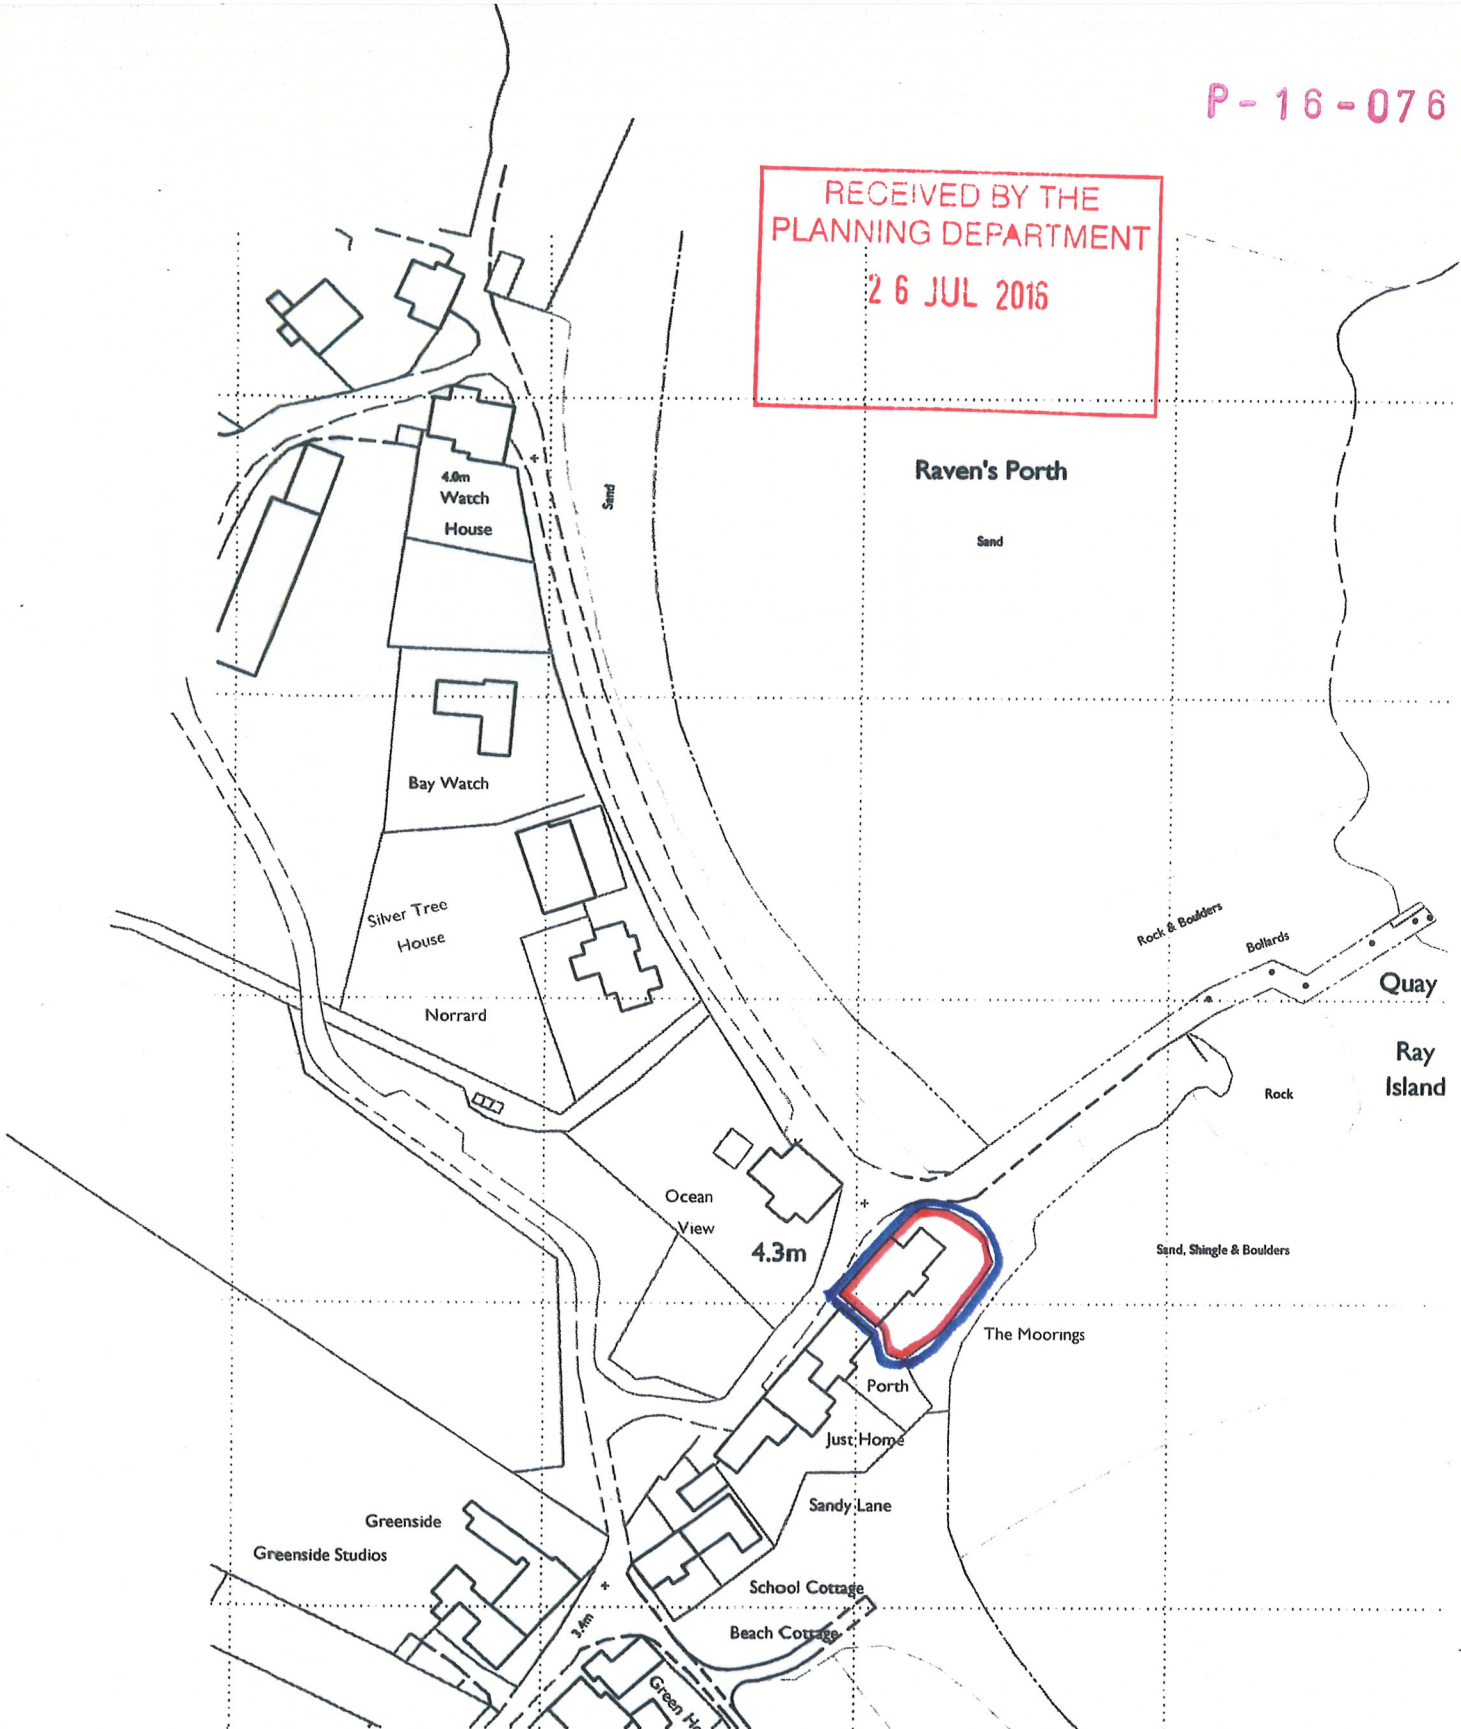 P-16-076
RECEIVED BY THE
PLANNING DEPARTMENT
26 JUL 2016
Raven's Porth
Sand
Sand
4.0m
Watch
House
Bay Watch
Silver Tree
House
Norrard
Rock & Boulders
Bollards
Quay
Ray
Island
Rock
Ocean
View
4.3m
Sand, Shingle & Boulders
The Moorings
Porth
Just Home
Sandy Lane
Greenside
Greenside Studios
School Cottage
Beach Cottage
3.4m
Green